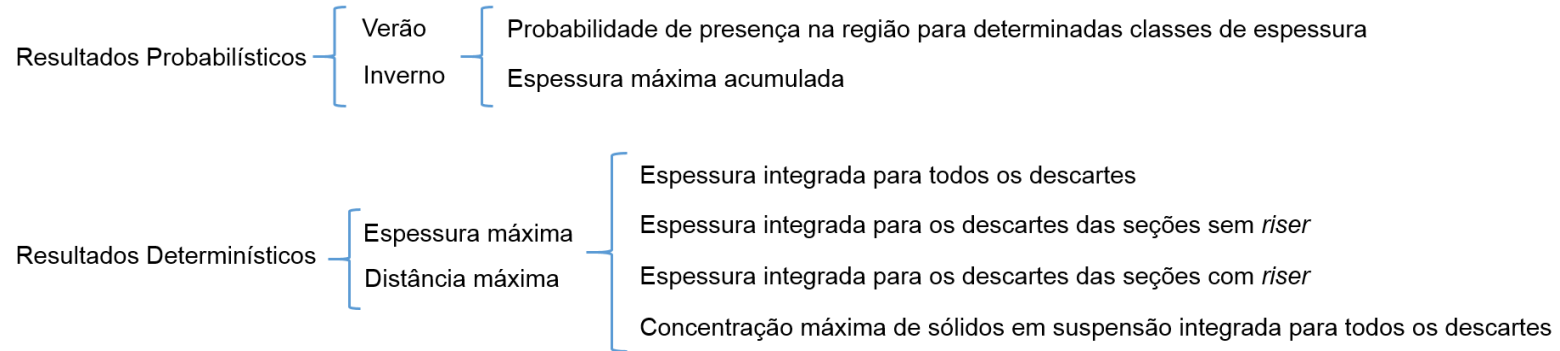 Resultados Probabilísticos
Verão
Inverno
Probabilidade de presença na região para determinadas classes de espessura
Espessura máxima acumulada
Resultados Determinísticos
Espessura máxima
Distância máxima
Espessura integrada para todos os descartes
Espessura integrada para os descartes das seções sem riser
Espessura integrada para os descartes das seções com riser
Concentração máxima de sólidos em suspensão integrada para todos os descartes